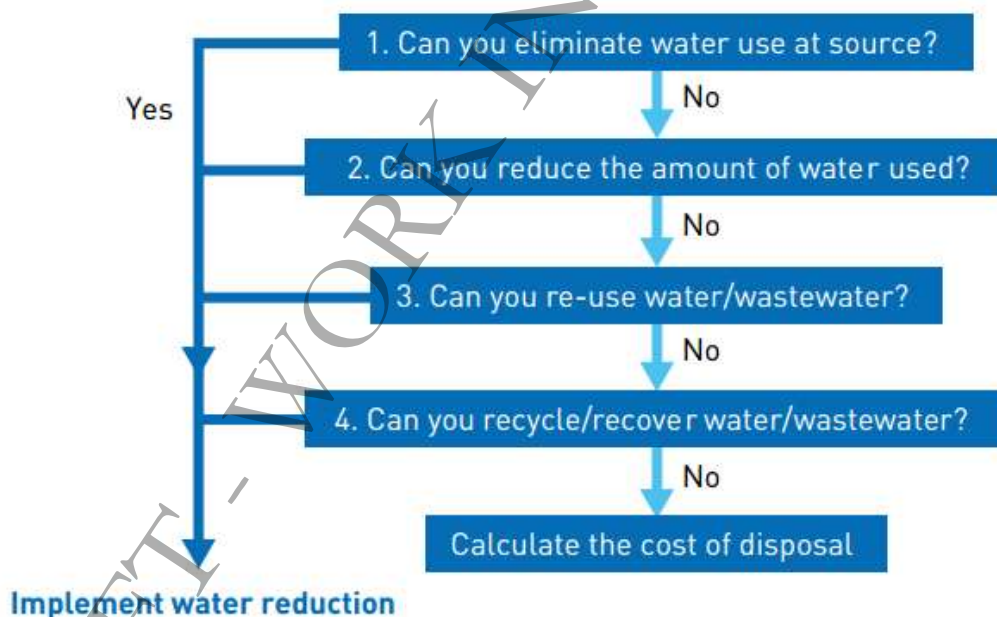 1. Can you eliminate water use at source?
Yes
No
2. Can you reduce the amount of water used?
No
3. Can you re-use water/wastewater?
No
4. Can you recycle/recover water/wastewater?
No
Calculate the cost of disposal
Implement water reduction
- WORK